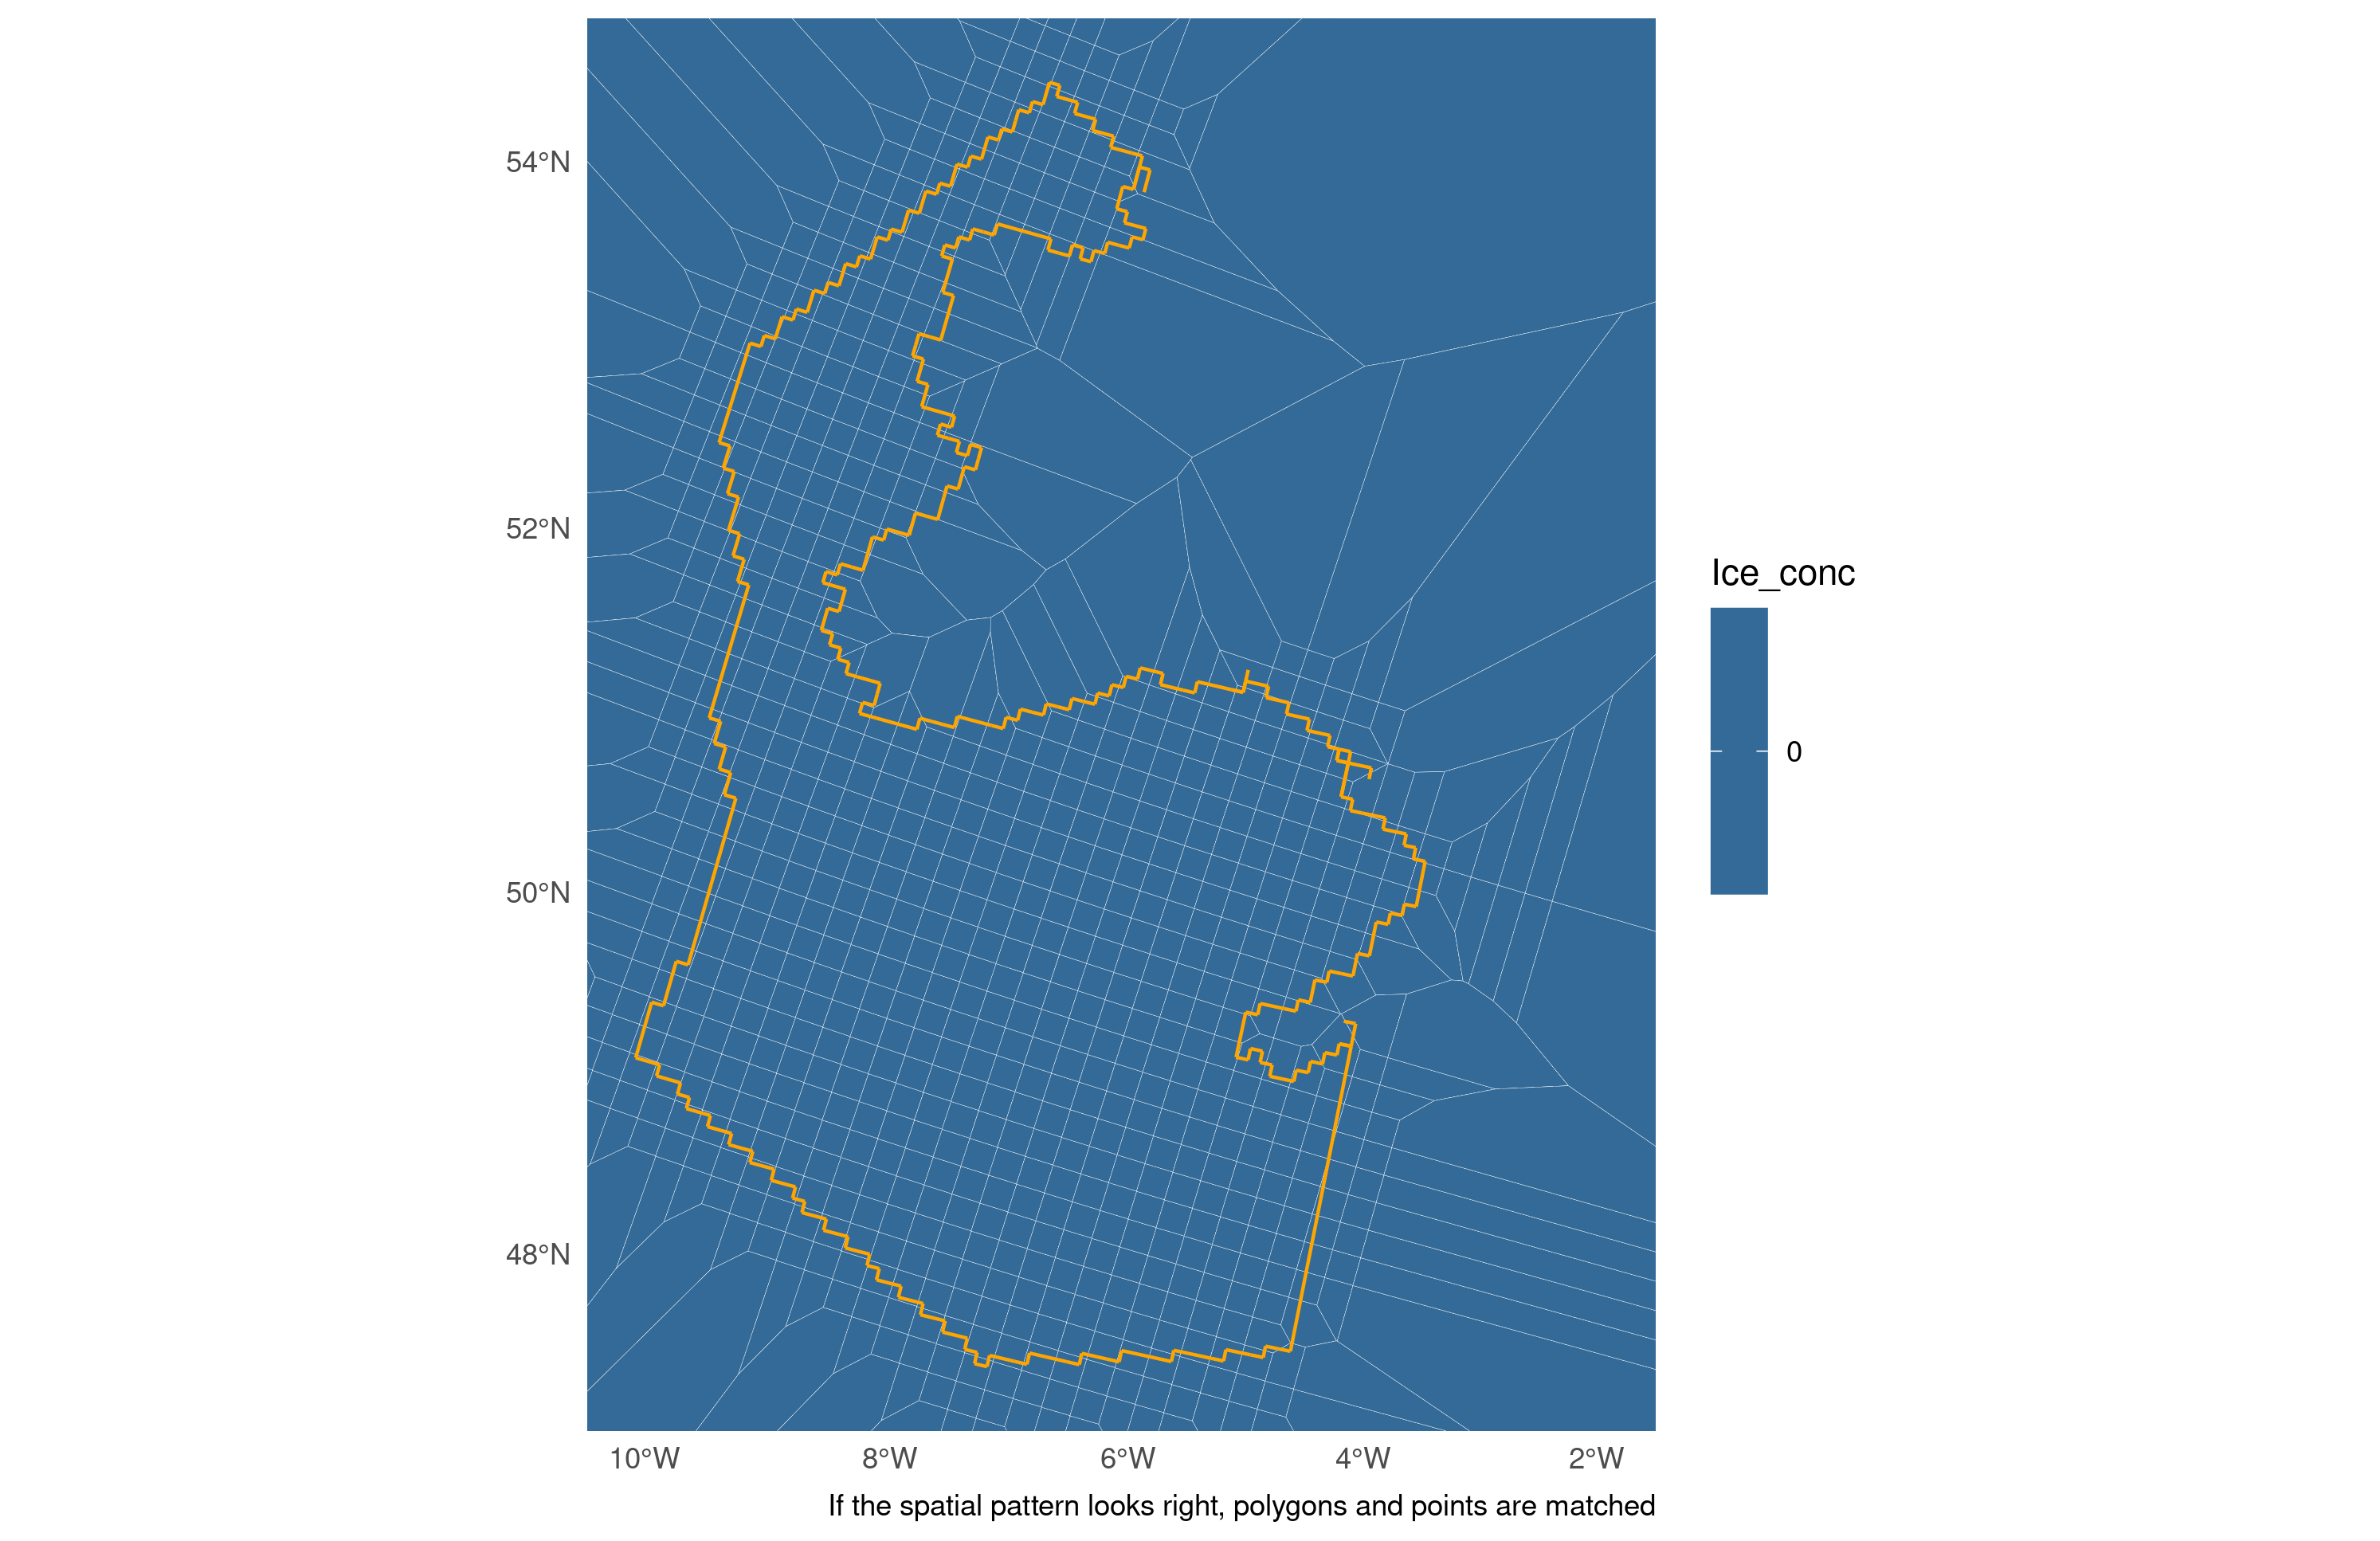 54°N
52°N
50°N
48°N
10°W 8°W 6°W 4°W 2°W
If the spatial pattern looks right, polygons and points are matched
Ice_conc
0